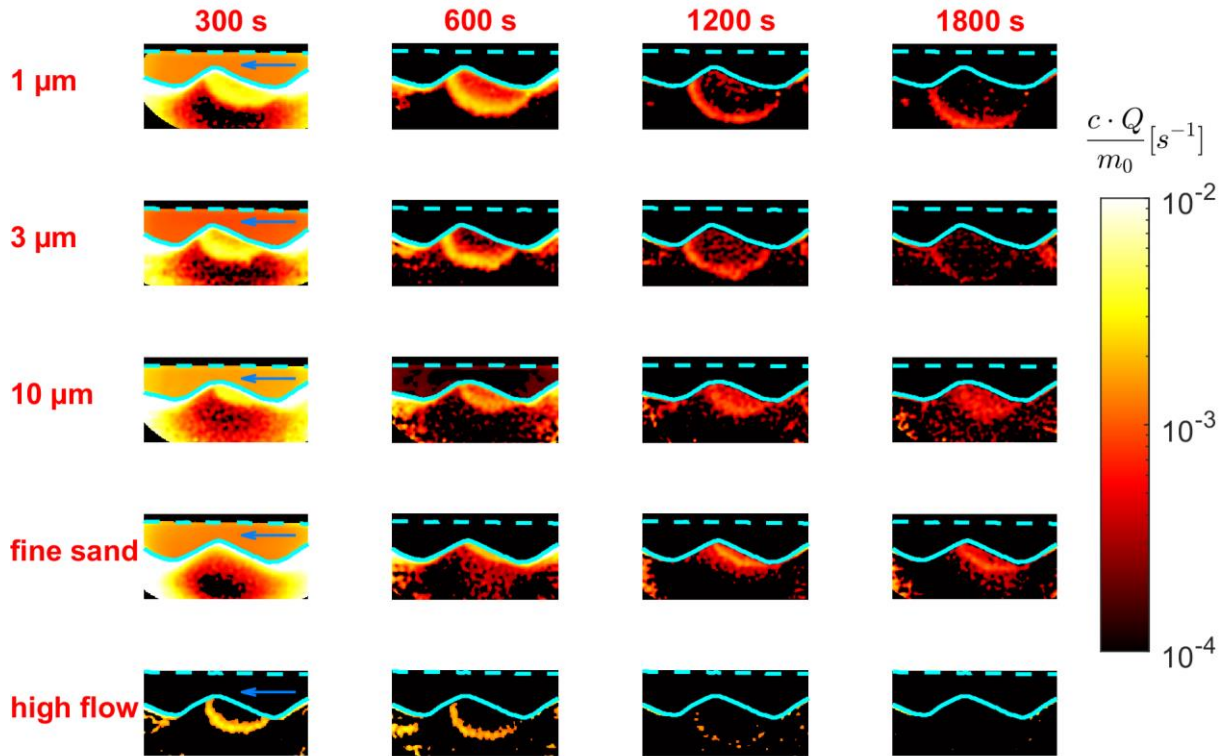 300 s 600 s 1200 s 1800 s
1 µm
c · Q
m₀ [s⁻¹]
3 µm
10⁻²
10 µm
10⁻³
fine sand
high flow
10⁻⁴